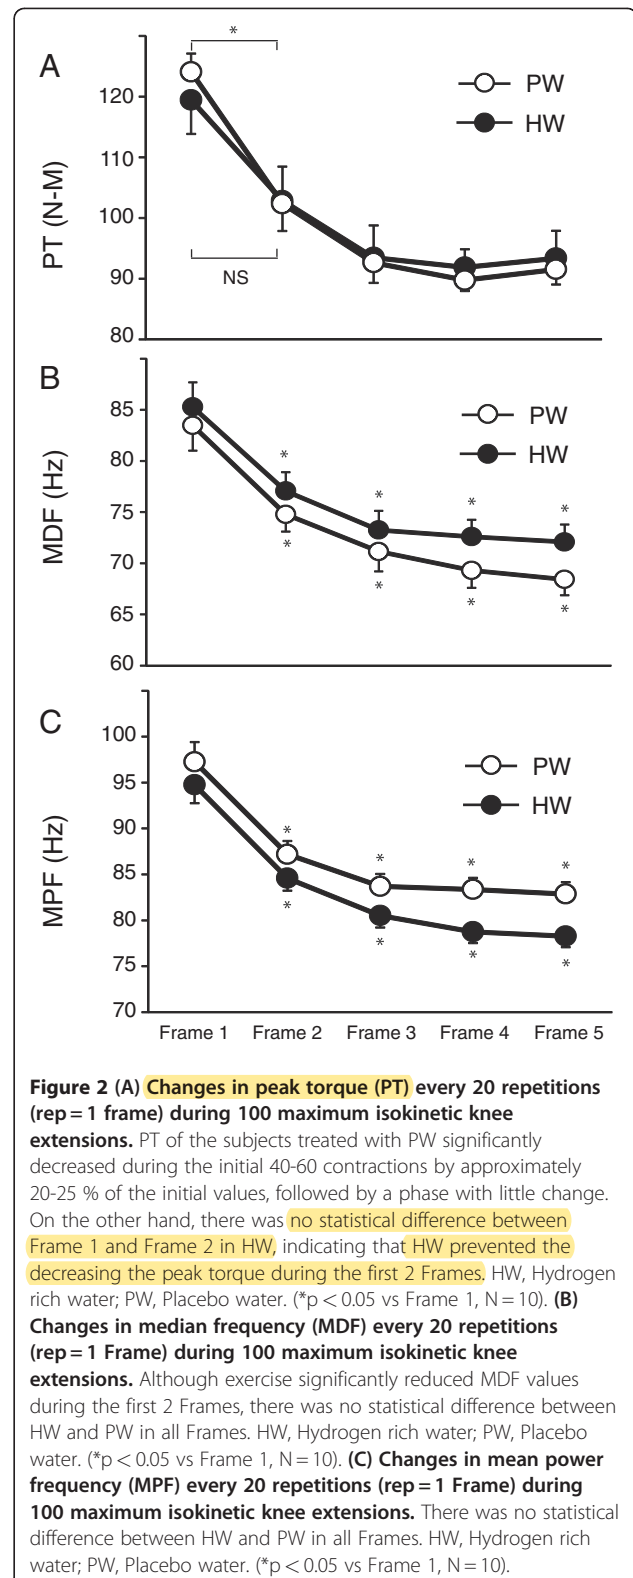 A
*
PT (N-M)
120
110
100
90
80
PW
HW
NS
B
MDF (Hz)
85
80
75
70
65
60
PW
HW
* * * *
* * * *
C
MPF (Hz)
100
95
90
85
80
75
70
PW
HW
* * * *
* * * *
Frame 1 Frame 2 Frame 3 Frame 4 Frame 5
Figure 2 (A) Changes in peak torque (PT) every 20 repetitions
(rep = 1 frame) during 100 maximum isokinetic knee
extensions. PT of the subjects treated with PW significantly
decreased during the initial 40-60 contractions by approximately
20-25 % of the initial values, followed by a phase with little change.
On the other hand, there was no statistical difference between
Frame 1 and Frame 2 in HW, indicating that HW prevented the
decreasing the peak torque during the first 2 Frames. HW, Hydrogen
rich water; PW, Placebo water. (*p < 0.05 vs Frame 1, N = 10). (B)
Changes in median frequency (MDF) every 20 repetitions
(rep = 1 Frame) during 100 maximum isokinetic knee
extensions. Although exercise significantly reduced MDF values
during the first 2 Frames, there was no statistical difference between
HW and PW in all Frames. HW, Hydrogen rich water; PW, Placebo
water. (*p < 0.05 vs Frame 1, N = 10). (C) Changes in mean power
frequency (MPF) every 20 repetitions (rep = 1 Frame) during
100 maximum isokinetic knee extensions. There was no statistical
difference between HW and PW in all Frames. HW, Hydrogen rich
water; PW, Placebo water. (*p < 0.05 vs Frame 1, N = 10).